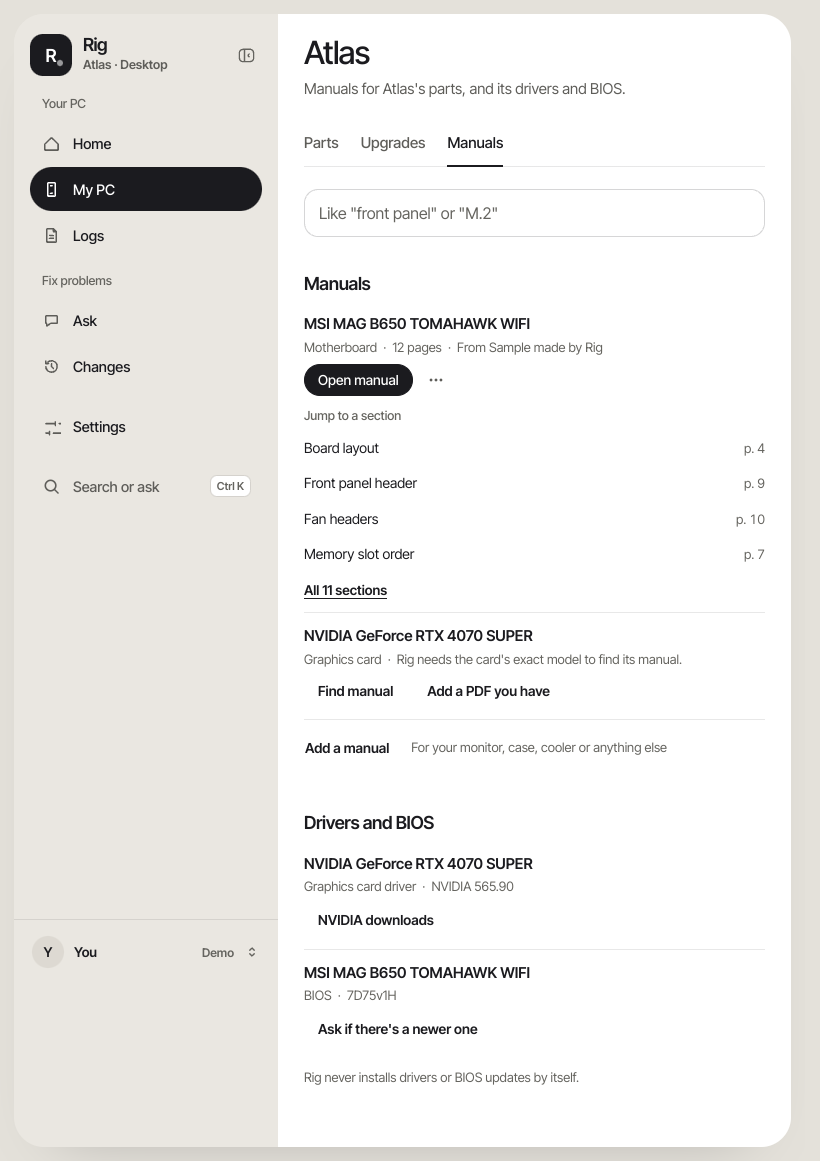 R
Rig
Atlas · Desktop
Your PC
Home
My PC
Logs
Fix problems
Ask
Changes
Settings
Search or ask
Ctrl K
Y
You
Demo
Atlas
Manuals for Atlas's parts, and its drivers and BIOS.
Parts Upgrades Manuals
Like "front panel" or "M.2"
Manuals
MSI MAG B650 TOMAHAWK WIFI
Motherboard · 12 pages · From Sample made by Rig
Open manual ···
Jump to a section
Board layout p. 4
Front panel header p. 9
Fan headers p. 10
Memory slot order p. 7
All 11 sections
NVIDIA GeForce RTX 4070 SUPER
Graphics card · Rig needs the card's exact model to find its manual.
Find manual Add a PDF you have
Add a manual For your monitor, case, cooler or anything else
Drivers and BIOS
NVIDIA GeForce RTX 4070 SUPER
Graphics card driver · NVIDIA 565.90
NVIDIA downloads
MSI MAG B650 TOMAHAWK WIFI
BIOS · 7D75v1H
Ask if there's a newer one
Rig never installs drivers or BIOS updates by itself.